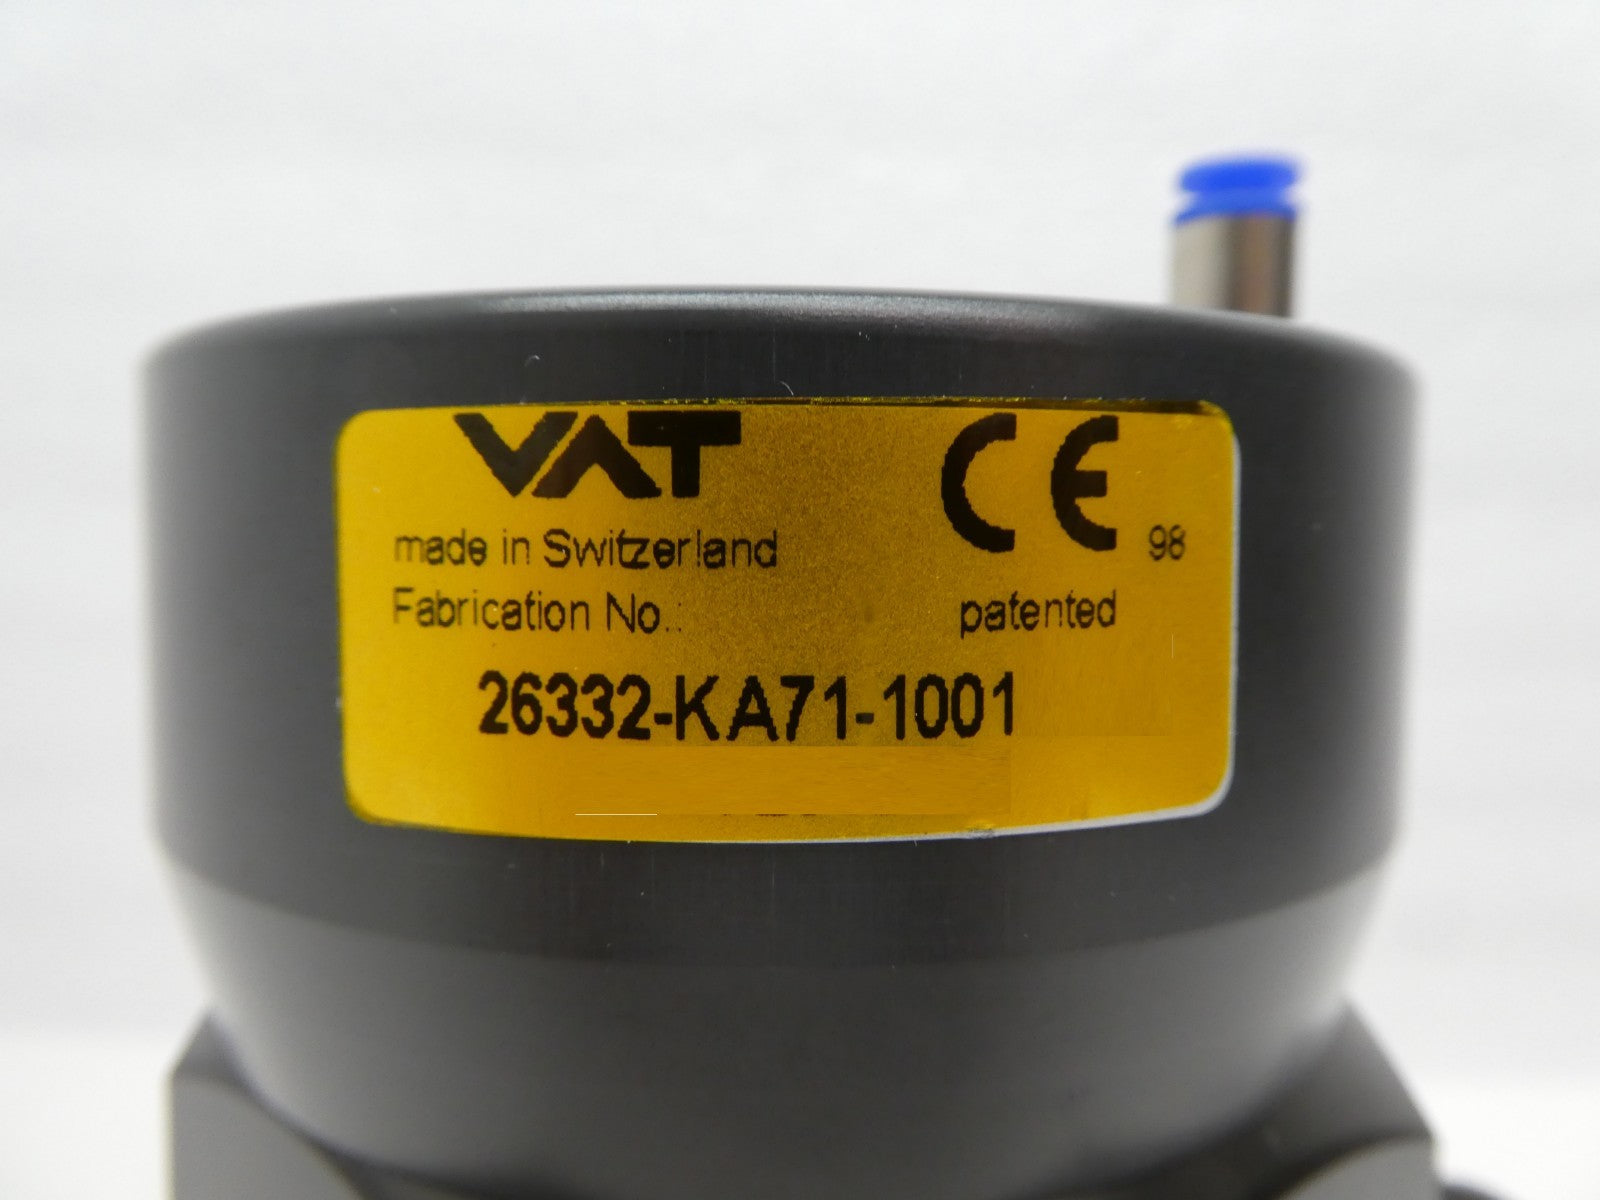 VAT CE 98
made in Switzerland
Fabrication No.: patented
26332-KA71-1001